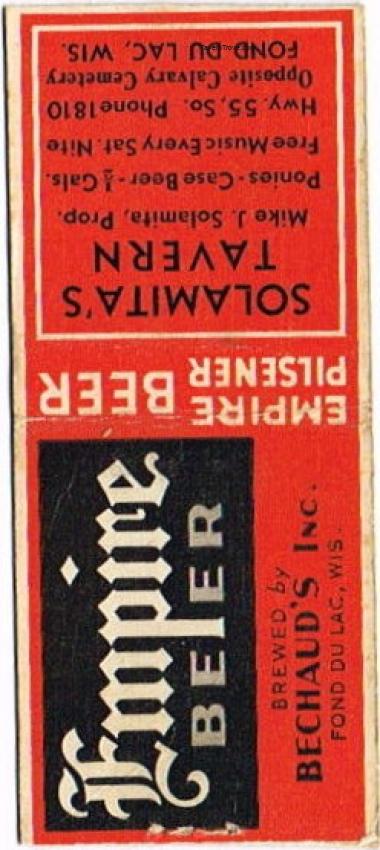 SOLAMITA'S
TAVERN
Mike J. Solamita, Prop.
Ponies - Case Beer - ½ - Gals.
Free Music Every Sat. Nite
Hwy. 55, So. Phone 1810
Opposite Calvary Cemetery
FOND DU LAC, WIS.
EMPIRE BEER
PILSENER
Empire
BEER
BREWED by
BECHAUD'S INC.
FOND DU LAC, WIS.